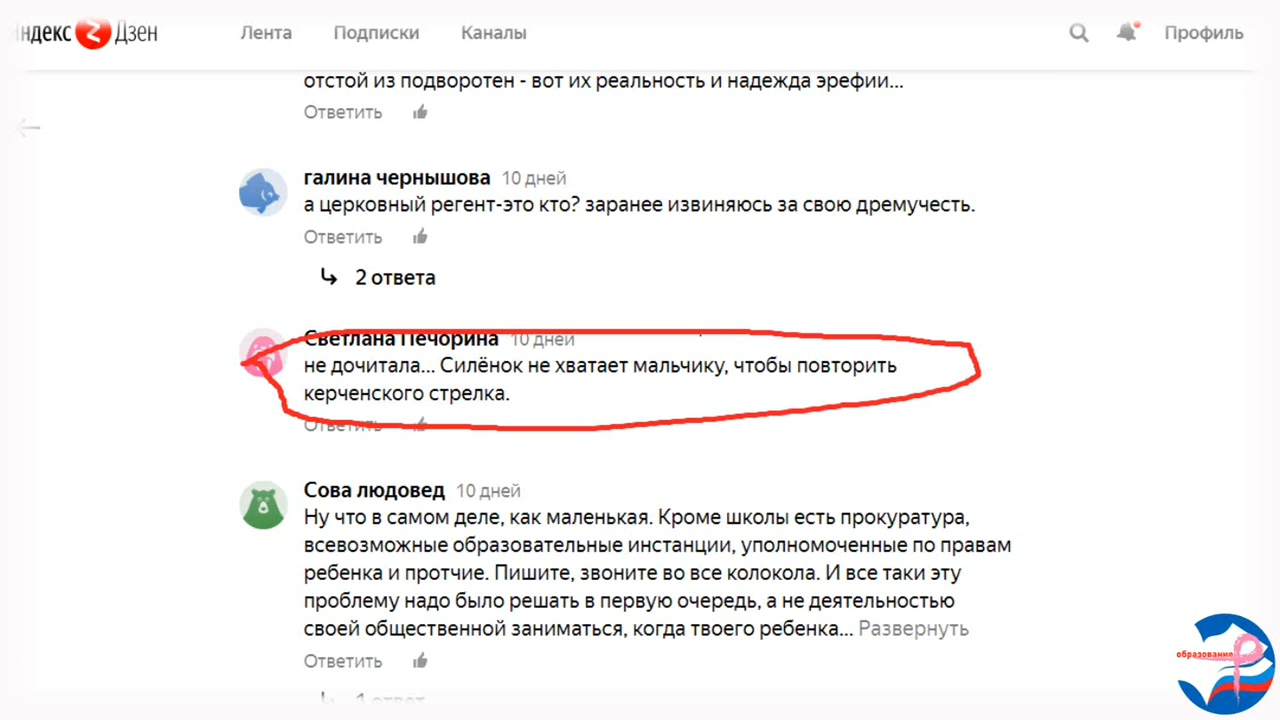 Яндекс Дзен Лента Подписки Каналы Профиль
отстой из подворотен - вот их реальность и надежда эрефии...
Ответить
галина чернышова 10 дней
а церковный регент-это кто? заранее извиняюсь за свою дремучесть.
Ответить
2 ответа
Светлана Печорина 10 дней
не дочитала... Силёнок не хватает мальчику, чтобы повторить
керченского стрелка.
Ответить
Сова людовед 10 дней
Ну что в самом деле, как маленькая. Кроме школы есть прокуратура,
всевозможные образовательные инстанции, уполномоченные по правам
ребенка и протчие. Пишите, звоните во все колокола. И все таки эту
проблему надо было решать в первую очередь, а не деятельностью
своей общественной заниматься, когда твоего ребенка... Развернуть
Ответить
1 ответ
образование